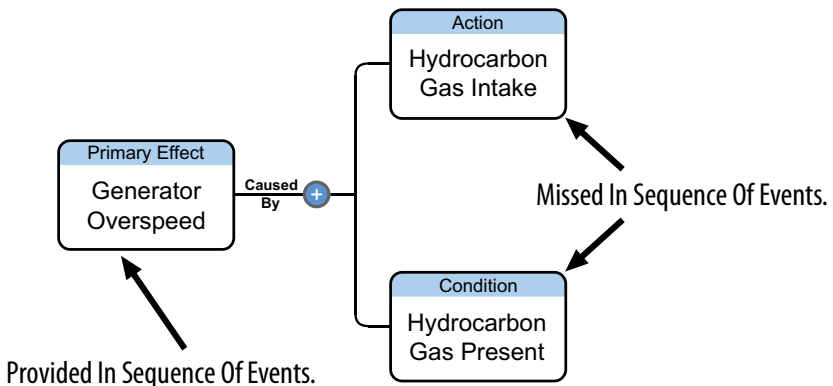 Action
Hydrocarbon
Gas Intake
Primary Effect
Generator
Overspeed
Caused
By
Missed In Sequence Of Events.
Condition
Hydrocarbon
Gas Present
Provided In Sequence Of Events.